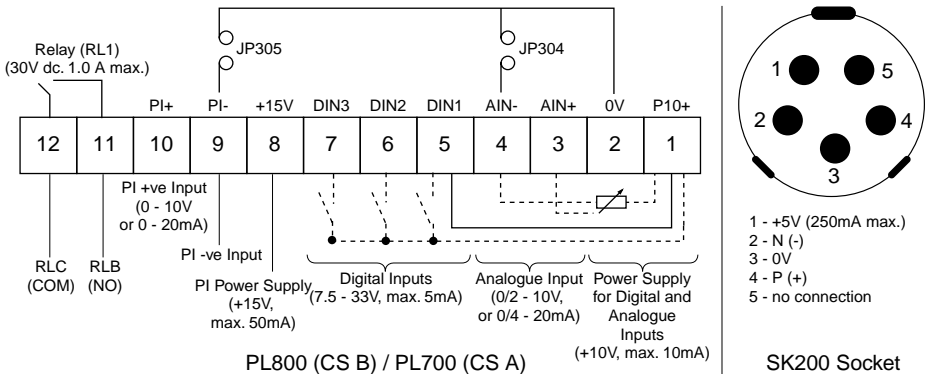 Relay (RL1)
(30V dc. 1.0 A max.)
JP305
JP304
PI+
PI-
+15V
DIN3
DIN2
DIN1
AIN-
AIN+
0V
P10+
12
11
10
9
8
7
6
5
4
3
2
1
PI +ve Input
(0 - 10V
or 0 - 20mA)
PI -ve Input
RLC
(COM)
RLB
(NO)
PI Power Supply
(+15V,
max. 50mA)
Digital Inputs
(7.5 - 33V, max. 5mA)
Analogue Input
(0/2 - 10V,
or 0/4 - 20mA)
Power Supply
for Digital and
Analogue
Inputs
(+10V, max. 10mA)
PL800 (CS B) / PL700 (CS A)
1
5
2
4
3
1 - +5V (250mA max.)
2 - N (-)
3 - 0V
4 - P (+)
5 - no connection
SK200 Socket